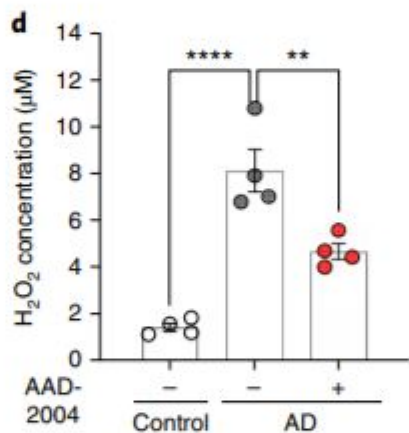 d
**** **
14
12
10
8
6
4
2
0
H₂O₂ concentration (μM)
AAD-2004 – – +
Control AD